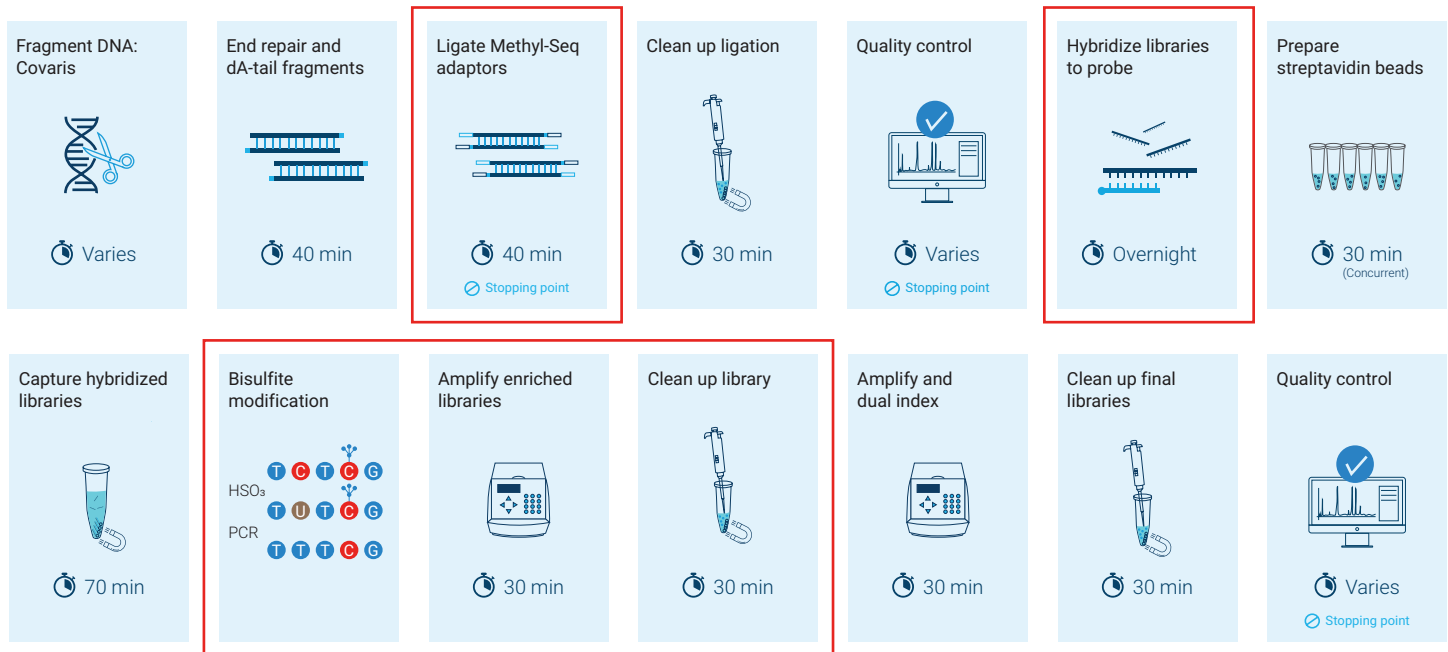 Fragment DNA:
Covaris
Varies
End repair and
dA-tail fragments
40 min
Ligate Methyl-Seq
adaptors
40 min
Stopping point
Clean up ligation
30 min
Quality control
Varies
Stopping point
Hybridize libraries
to probe
Overnight
Prepare
streptavidin beads
30 min
(Concurrent)
Capture hybridized
libraries
70 min
Bisulfite
modification
T C T C G
HSO₃
T U T C G
PCR
T T T C G
Amplify enriched
libraries
30 min
Clean up library
30 min
Amplify and
dual index
30 min
Clean up final
libraries
30 min
Quality control
Varies
Stopping point